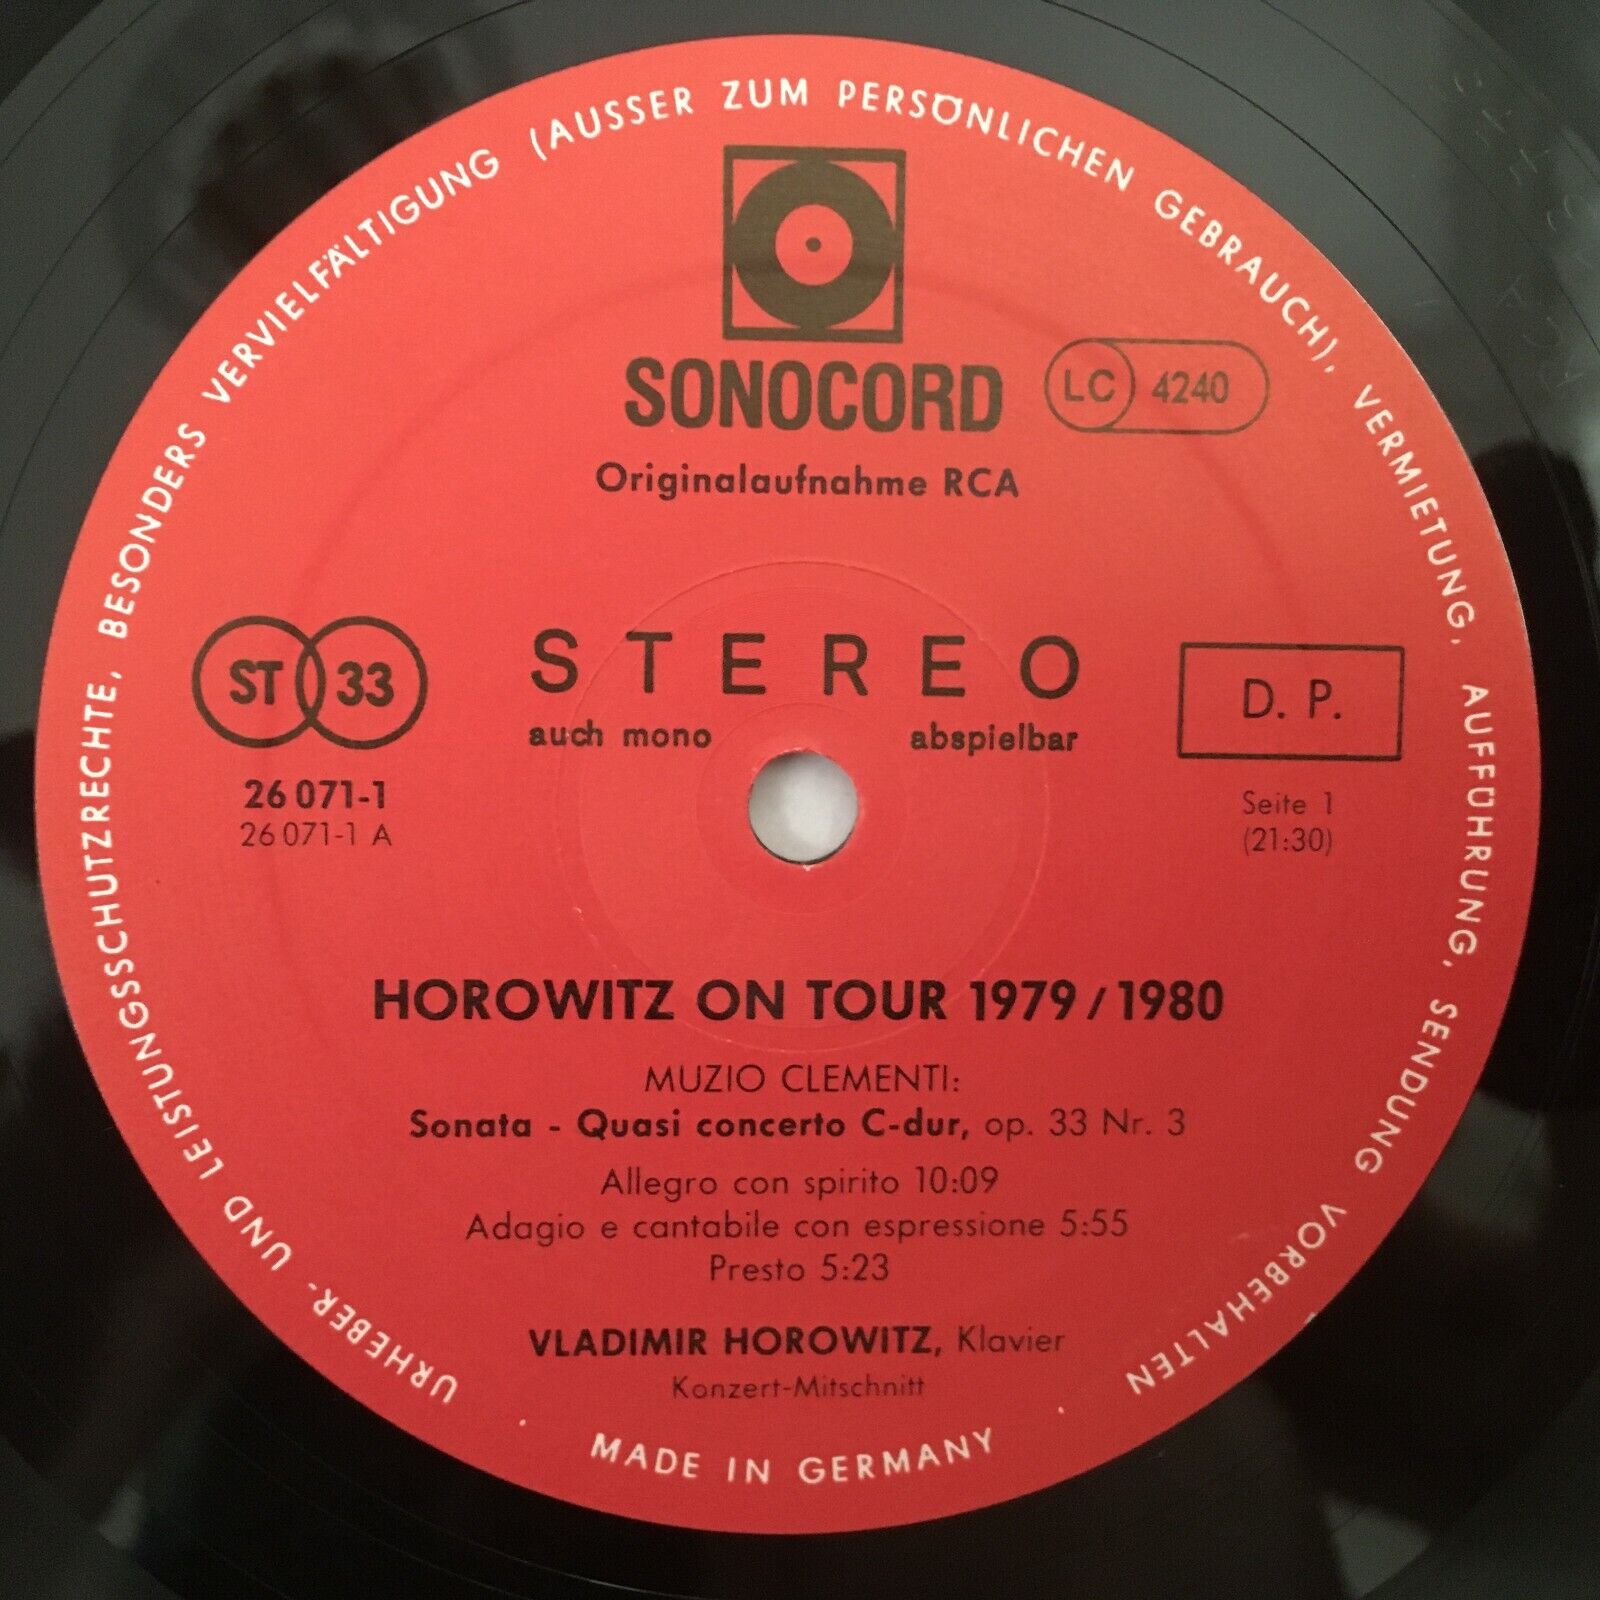 URHEBER- UND LEISTUNGSSCHUTZRECHTE, BESONDERS VERVIELFÄLTIGUNG (AUSSER ZUM PERSÖNLICHEN GEBRAUCH), VERMIETUNG, AUFFÜHRUNG, SENDUNG VORBEHALTEN
SONOCORD
LC 4240
Originalaufnahme RCA
ST 33
STEREO
auch mono abspielbar
D. P.
26 071-1
26 071-1 A
Seite 1
(21:30)
HOROWITZ ON TOUR 1979 / 1980
MUZIO CLEMENTI:
Sonata - Quasi concerto C-dur, op. 33 Nr. 3
Allegro con spirito 10:09
Adagio e cantabile con espressione 5:55
Presto 5:23
VLADIMIR HOROWITZ, Klavier
Konzert-Mitschnitt
· MADE IN GERMANY ·